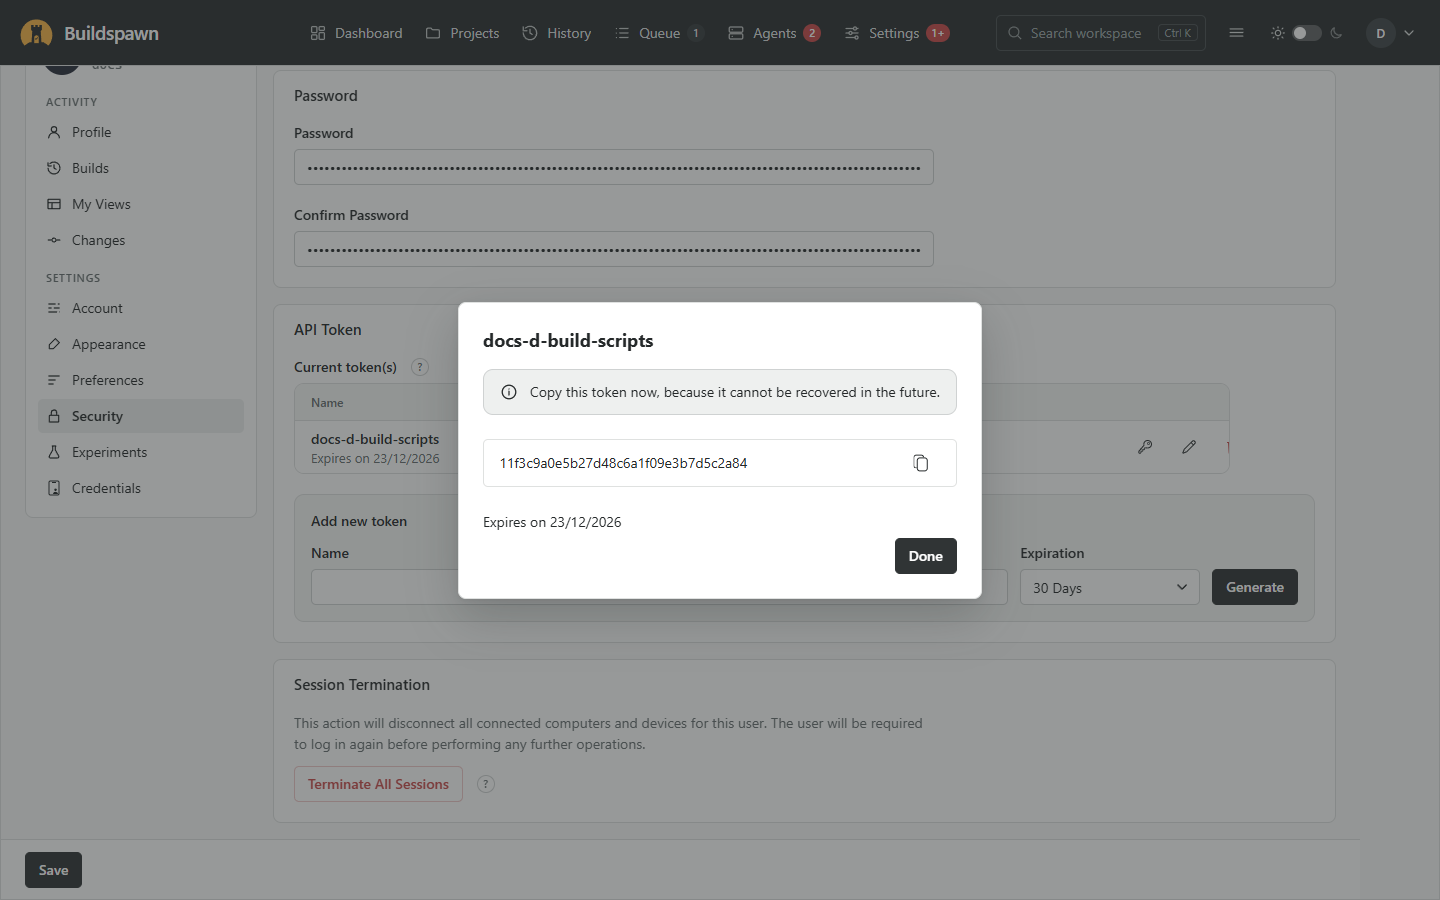 Buildspawn
Dashboard
Projects
History
Queue 1
Agents 2
Settings 1+
Search workspace Ctrl K
D
docs
ACTIVITY
Profile
Builds
My Views
Changes
SETTINGS
Account
Appearance
Preferences
Security
Experiments
Credentials
Password
Password
Confirm Password
API Token
Current token(s) ?
Name
docs-d-build-scripts
Expires on 23/12/2026
Add new token
Name
Expiration
30 Days
Generate
docs-d-build-scripts
Copy this token now, because it cannot be recovered in the future.
11f3c9a0e5b27d48c6a1f09e3b7d5c2a84
Expires on 23/12/2026
Done
Session Termination
This action will disconnect all connected computers and devices for this user. The user will be required
to log in again before performing any further operations.
Terminate All Sessions ?
Save